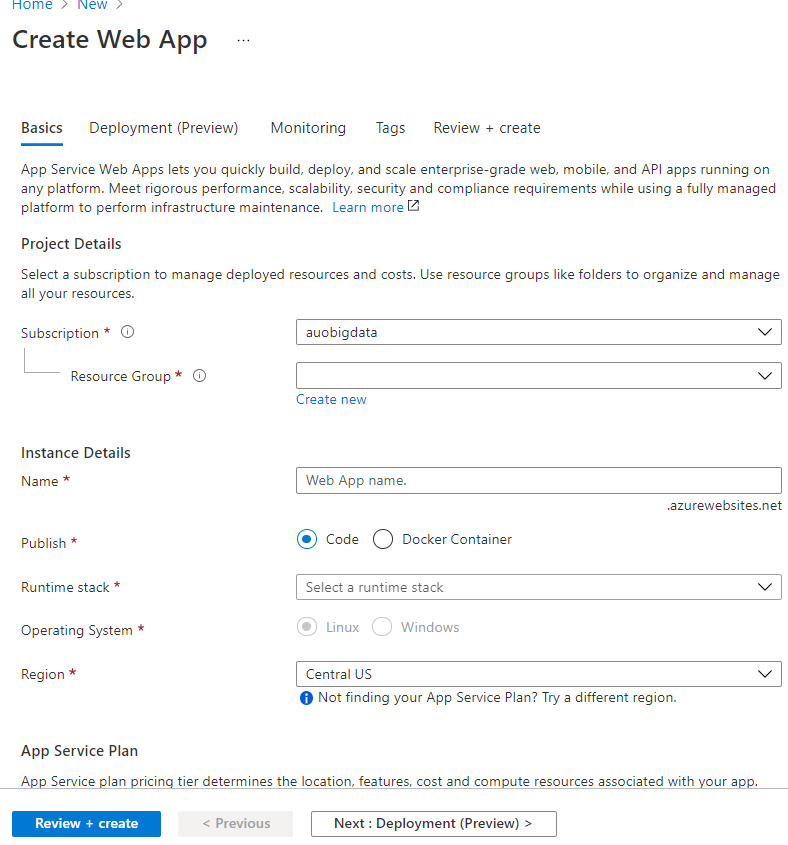 Home > New >
Create Web App ...
Basics Deployment (Preview) Monitoring Tags Review + create
App Service Web Apps lets you quickly build, deploy, and scale enterprise-grade web, mobile, and API apps running on
any platform. Meet rigorous performance, scalability, security and compliance requirements while using a fully managed
platform to perform infrastructure maintenance. Learn more
Project Details
Select a subscription to manage deployed resources and costs. Use resource groups like folders to organize and manage
all your resources.
Subscription * auobigdata
Resource Group *
Create new
Instance Details
Name * Web App name.
.azurewebsites.net
Publish * Code Docker Container
Runtime stack * Select a runtime stack
Operating System * Linux Windows
Region * Central US
Not finding your App Service Plan? Try a different region.
App Service Plan
App Service plan pricing tier determines the location, features, cost and compute resources associated with your app.
Review + create < Previous Next : Deployment (Preview) >